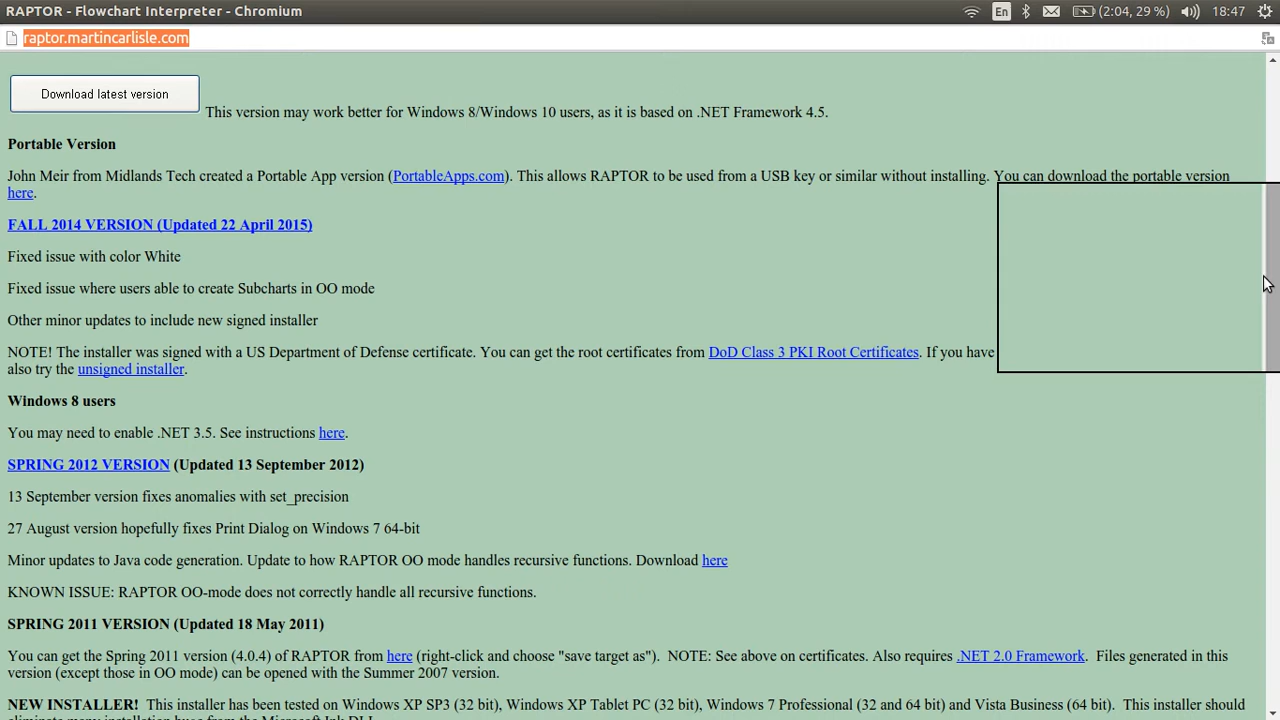 RAPTOR - Flowchart Interpreter - Chromium
En
(2:04, 29 %)
18:47
raptor.martincarlisle.com
Download latest version
This version may work better for Windows 8/Windows 10 users, as it is based on .NET Framework 4.5.
Portable Version
John Meir from Midlands Tech created a Portable App version (PortableApps.com). This allows RAPTOR to be used from a USB key or similar without installing. You can download the portable version
here.
FALL 2014 VERSION (Updated 22 April 2015)
Fixed issue with color White
Fixed issue where users able to create Subcharts in OO mode
Other minor updates to include new signed installer
NOTE! The installer was signed with a US Department of Defense certificate. You can get the root certificates from DoD Class 3 PKI Root Certificates. If you have
also try the unsigned installer.
Windows 8 users
You may need to enable .NET 3.5. See instructions here.
SPRING 2012 VERSION (Updated 13 September 2012)
13 September version fixes anomalies with set_precision
27 August version hopefully fixes Print Dialog on Windows 7 64-bit
Minor updates to Java code generation. Update to how RAPTOR OO mode handles recursive functions. Download here
KNOWN ISSUE: RAPTOR OO-mode does not correctly handle all recursive functions.
SPRING 2011 VERSION (Updated 18 May 2011)
You can get the Spring 2011 version (4.0.4) of RAPTOR from here (right-click and choose "save target as"). NOTE: See above on certificates. Also requires .NET 2.0 Framework. Files generated in this
version (except those in OO mode) can be opened with the Summer 2007 version.
NEW INSTALLER! This installer has been tested on Windows XP SP3 (32 bit), Windows XP Tablet PC (32 bit), Windows 7 Professional (32 and 64 bit) and Vista Business (64 bit). This installer should